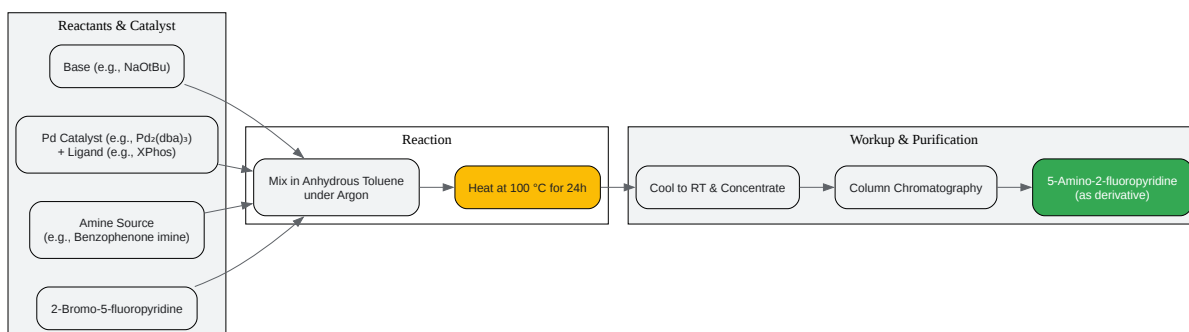 Reactants & Catalyst
Base (e.g., NaOtBu)
Pd Catalyst (e.g., Pd₂(dba)₃)
+ Ligand (e.g., XPhos)
Amine Source
(e.g., Benzophenone imine)
2-Bromo-5-fluoropyridine
Reaction
Mix in Anhydrous Toluene
under Argon
Heat at 100 °C for 24h
Workup & Purification
Cool to RT & Concentrate
Column Chromatography
5-Amino-2-fluoropyridine
(as derivative)